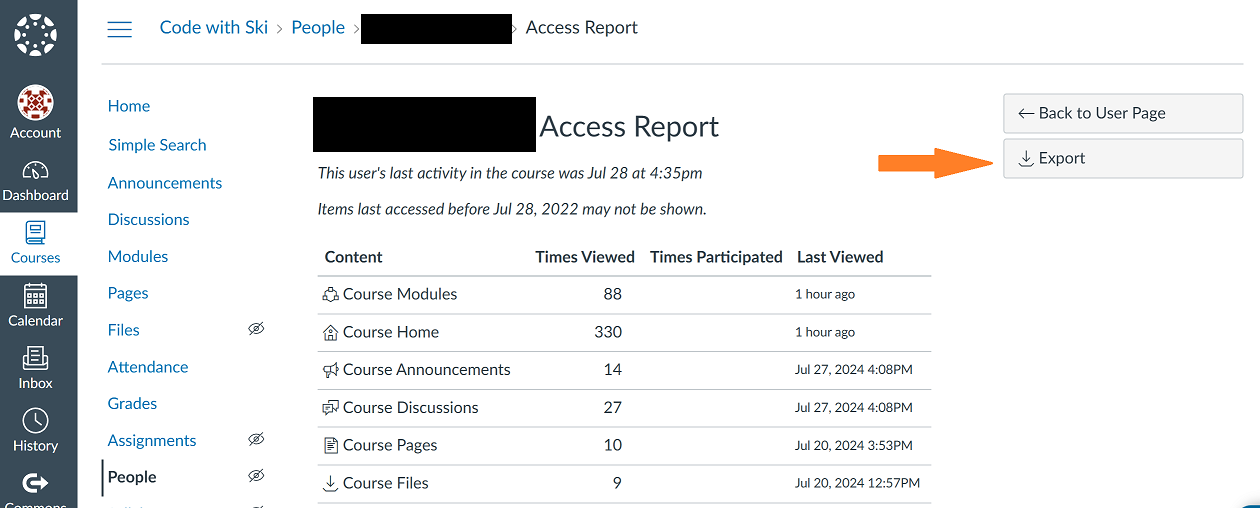 Code with Ski > People > > Access Report
Account
Dashboard
Courses
Calendar
Inbox
History
Home
Simple Search
Announcements
Discussions
Modules
Pages
Files
Attendance
Grades
Assignments
People
Access Report
This user's last activity in the course was Jul 28 at 4:35pm
Items last accessed before Jul 28, 2022 may not be shown.
Content Times Viewed Times Participated Last Viewed
Course Modules 88 1 hour ago
Course Home 330 1 hour ago
Course Announcements 14 Jul 27, 2024 4:08PM
Course Discussions 27 Jul 27, 2024 4:08PM
Course Pages 10 Jul 20, 2024 3:53PM
Course Files 9 Jul 20, 2024 12:57PM
Back to User Page
Export